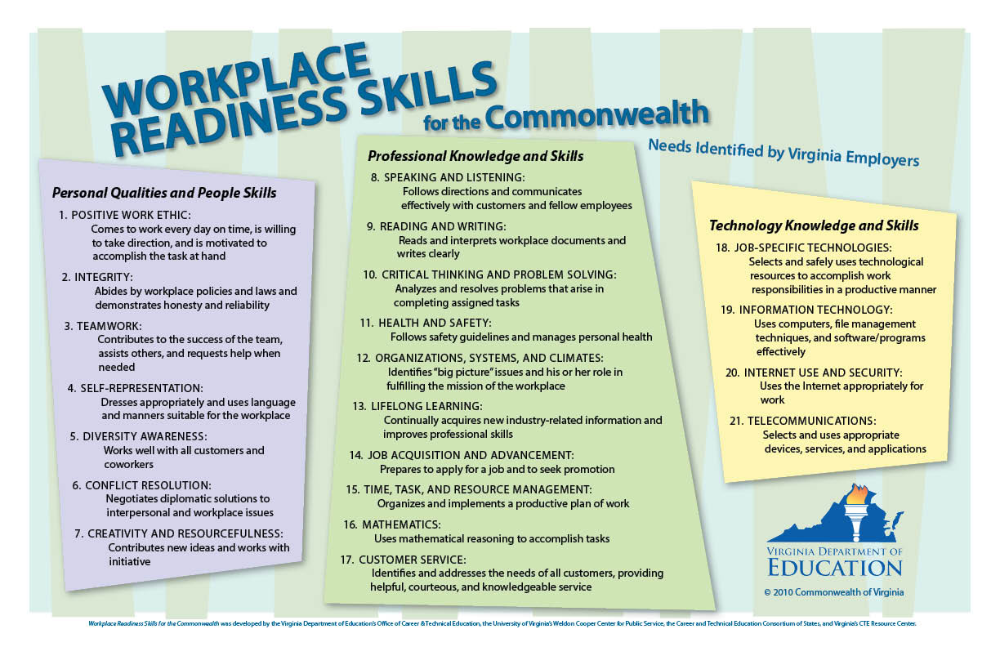 WORKPLACE
READINESS SKILLS
for the Commonwealth
Needs Identified by Virginia Employers
Personal Qualities and People Skills
1. POSITIVE WORK ETHIC:
Comes to work every day on time, is willing
to take direction, and is motivated to
accomplish the task at hand
2. INTEGRITY:
Abides by workplace policies and laws and
demonstrates honesty and reliability
3. TEAMWORK:
Contributes to the success of the team,
assists others, and requests help when
needed
4. SELF-REPRESENTATION:
Dresses appropriately and uses language
and manners suitable for the workplace
5. DIVERSITY AWARENESS:
Works well with all customers and
coworkers
6. CONFLICT RESOLUTION:
Negotiates diplomatic solutions to
interpersonal and workplace issues
7. CREATIVITY AND RESOURCEFULNESS:
Contributes new ideas and works with
initiative
Professional Knowledge and Skills
8. SPEAKING AND LISTENING:
Follows directions and communicates
effectively with customers and fellow employees
9. READING AND WRITING:
Reads and interprets workplace documents and
writes clearly
10. CRITICAL THINKING AND PROBLEM SOLVING:
Analyzes and resolves problems that arise in
completing assigned tasks
11. HEALTH AND SAFETY:
Follows safety guidelines and manages personal health
12. ORGANIZATIONS, SYSTEMS, AND CLIMATES:
Identifies “big picture” issues and his or her role in
fulfilling the mission of the workplace
13. LIFELONG LEARNING:
Continually acquires new industry-related information and
improves professional skills
14. JOB ACQUISITION AND ADVANCEMENT:
Prepares to apply for a job and to seek promotion
15. TIME, TASK, AND RESOURCE MANAGEMENT:
Organizes and implements a productive plan of work
16. MATHEMATICS:
Uses mathematical reasoning to accomplish tasks
17. CUSTOMER SERVICE:
Identifies and addresses the needs of all customers, providing
helpful, courteous, and knowledgeable service
Technology Knowledge and Skills
18. JOB-SPECIFIC TECHNOLOGIES:
Selects and safely uses technological
resources to accomplish work
responsibilities in a productive manner
19. INFORMATION TECHNOLOGY:
Uses computers, file management
techniques, and software/programs
effectively
20. INTERNET USE AND SECURITY:
Uses the Internet appropriately for
work
21. TELECOMMUNICATIONS:
Selects and uses appropriate
devices, services, and applications
VIRGINIA DEPARTMENT OF
EDUCATION
© 2010 Commonwealth of Virginia
Workplace Readiness Skills for the Commonwealth was developed by the Virginia Department of Education's Office of Career & Technical Education, the University of Virginia's Weldon Cooper Center for Public Service, the Career and Technical Education Consortium of States, and Virginia's CTE Resource Center.